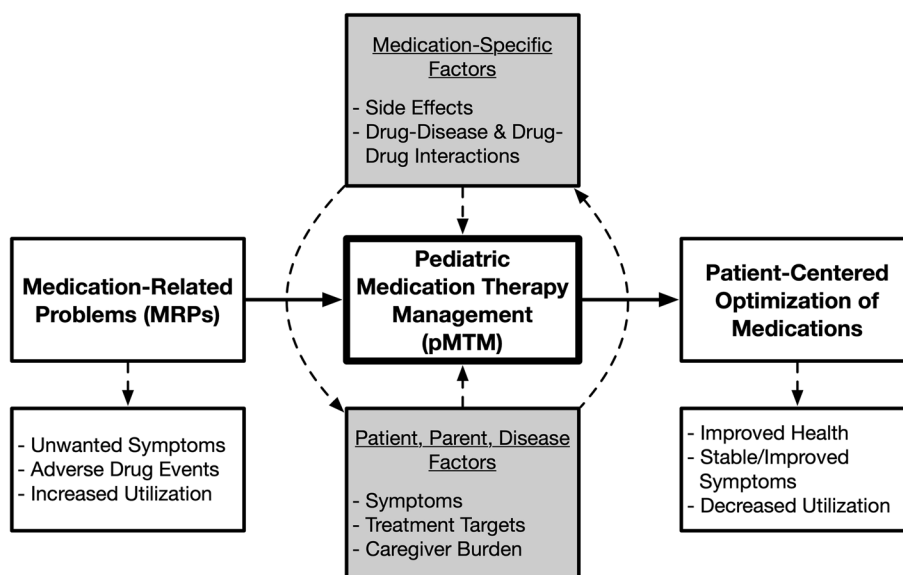 Medication-Specific
Factors
- Side Effects
- Drug-Disease & Drug-
Drug Interactions
Medication-Related
Problems (MRPs)
Pediatric
Medication Therapy
Management
(pMTM)
Patient-Centered
Optimization of
Medications
- Unwanted Symptoms
- Adverse Drug Events
- Increased Utilization
Patient, Parent, Disease
Factors
- Symptoms
- Treatment Targets
- Caregiver Burden
- Improved Health
- Stable/Improved
Symptoms
- Decreased Utilization